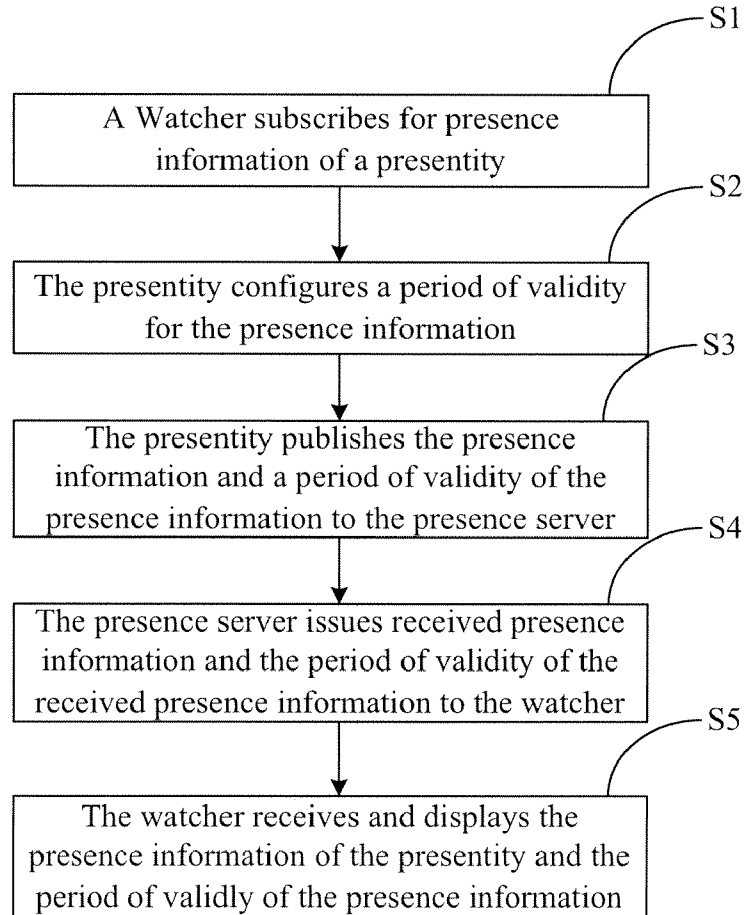 S1
A Watcher subscribes for presence
information of a presentity
S2
The presentity configures a period of validity
for the presence information
S3
The presentity publishes the presence
information and a period of validity of the
presence information to the presence server
S4
The presence server issues received presence
information and the period of validity of the
received presence information to the watcher
S5
The watcher receives and displays the
presence information of the presentity and the
period of validly of the presence information